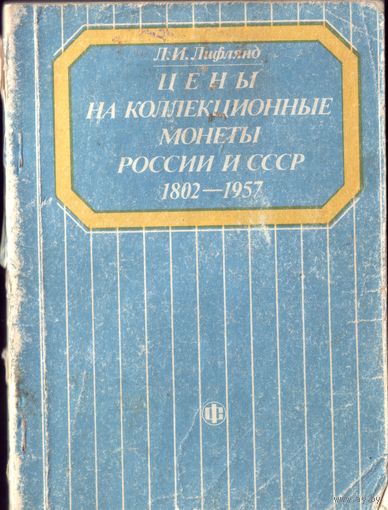 Л.И.Лифлянд
ЦЕНЫ
НА КОЛЛЕКЦИОННЫЕ
МОНЕТЫ
РОССИИ И СССР
1802—1957